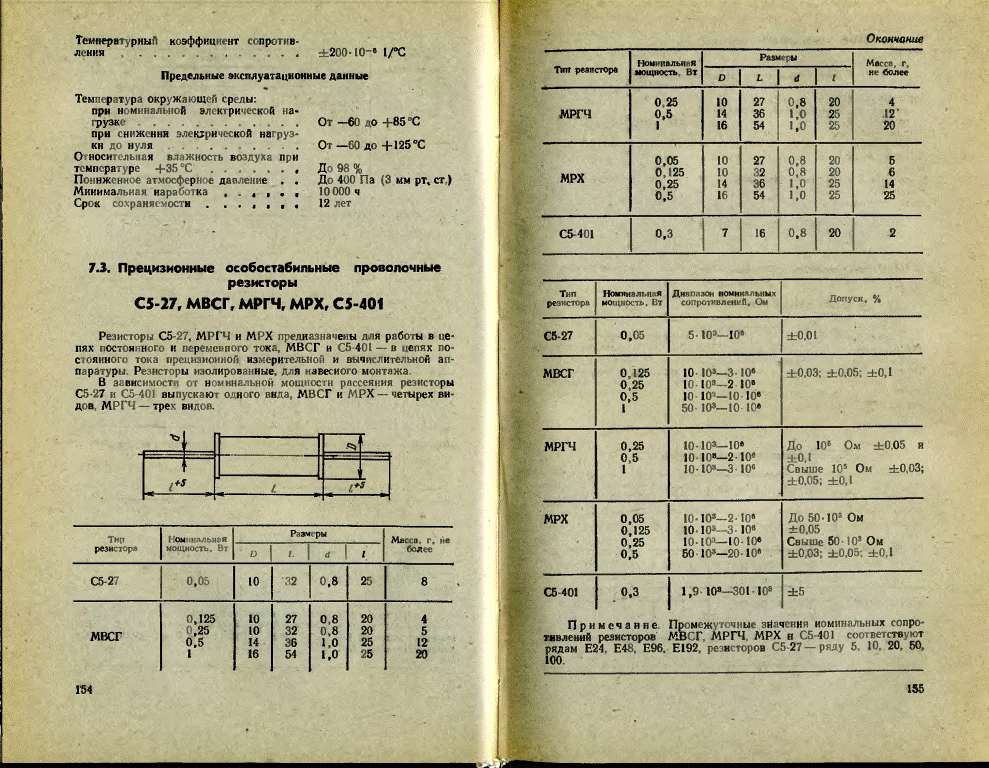 Температурный коэффициент сопротив-
ления . . . . . . . . . . . . . ±200·10⁻⁶ 1/°С
Предельные эксплуатационные данные
Температура окружающей среды:
при номинальной электрической на-
грузке . . . . . . . . . . . От —60 до +85 °С
при снижении электрической нагруз-
ки до нуля . . . . . . . . . . От —60 до +125 °С
Относительная влажность воздуха при
температуре +35 °С . . . . . . . До 98 %
Пониженное атмосферное давление . . До 400 Па (3 мм рт. ст.)
Минимальная наработка . . . . . . 10 000 ч
Срок сохраняемости . . . . . . . 12 лет
7.3. Прецизионные особостабильные проволочные
резисторы
С5-27, МВСГ, МРГЧ, МРХ, С5-401
Резисторы С5-27, МРГЧ и МРХ предназначены для работы в це-
пях постоянного и переменного тока, МВСГ и С5-401 — в цепях по-
стоянного тока прецизионной измерительной и вычислительной ап-
паратуры. Резисторы изолированные, для навесного монтажа.
В зависимости от номинальной мощности рассеяния резисторы
С5-27 и С5-401 выпускают одного вида, МВСГ и МРХ — четырех ви-
дов, МРГЧ — трех видов.
d D
l⁺⁵ L l⁺⁵
Тип резистора Номинальная мощность, Вт Размеры Масса, г, не более
D L d l
С5-27 0,05 10 32 0,8 25 8
МВСГ 0,125 10 27 0,8 20 4
0,25 10 32 0,8 20 5
0,5 14 36 1,0 25 12
1 16 54 1,0 25 20
154
Окончание
Тип резистора Номинальная мощность, Вт Размеры Масса, г, не более
D L d l
МРГЧ 0,25 10 27 0,8 20 4
0,5 14 36 1,0 25 12
1 16 54 1,0 25 20
МРХ 0,05 10 27 0,8 20 5
0,125 10 32 0,8 20 6
0,25 14 36 1,0 25 14
0,5 16 54 1,0 25 25
С5-401 0,3 7 16 0,8 20 2
Тип резистора Номинальная мощность, Вт Диапазон номинальных сопротивлений, Ом Допуск, %
С5-27 0,05 5·10³—10⁶ ±0,01
МВСГ 0,125 10·10³—3·10⁶ ±0,03; ±0,05; ±0,1
0,25 10·10³—2·10⁶
0,5 10·10³—10·10⁶
1 50·10³—10·10⁶
МРГЧ 0,25 10·10³—10⁶ До 10⁵ Ом ±0,05 и
0,5 10·10³—2·10⁶ ±0,1
1 10·10³—3·10⁶ Свыше 10⁵ Ом ±0,03;
±0,05; ±0,1
МРХ 0,05 10·10³—2·10⁶ До 50·10³ Ом
0,125 10·10³—3·10⁶ ±0,05
0,25 10·10³—10·10⁶ Свыше 50·10³ Ом
0,5 50·10³—20·10⁶ ±0,03; ±0,05; ±0,1
С5-401 0,3 ±5
Примечание. Промежуточные значения номинальных сопро-
тивлений резисторов МВСГ, МРГЧ, МРХ и С5-401 соответствуют
рядам Е24, Е48, Е96, Е192, резисторов С5-27 — ряду 5, 10, 20, 50,
100.
155